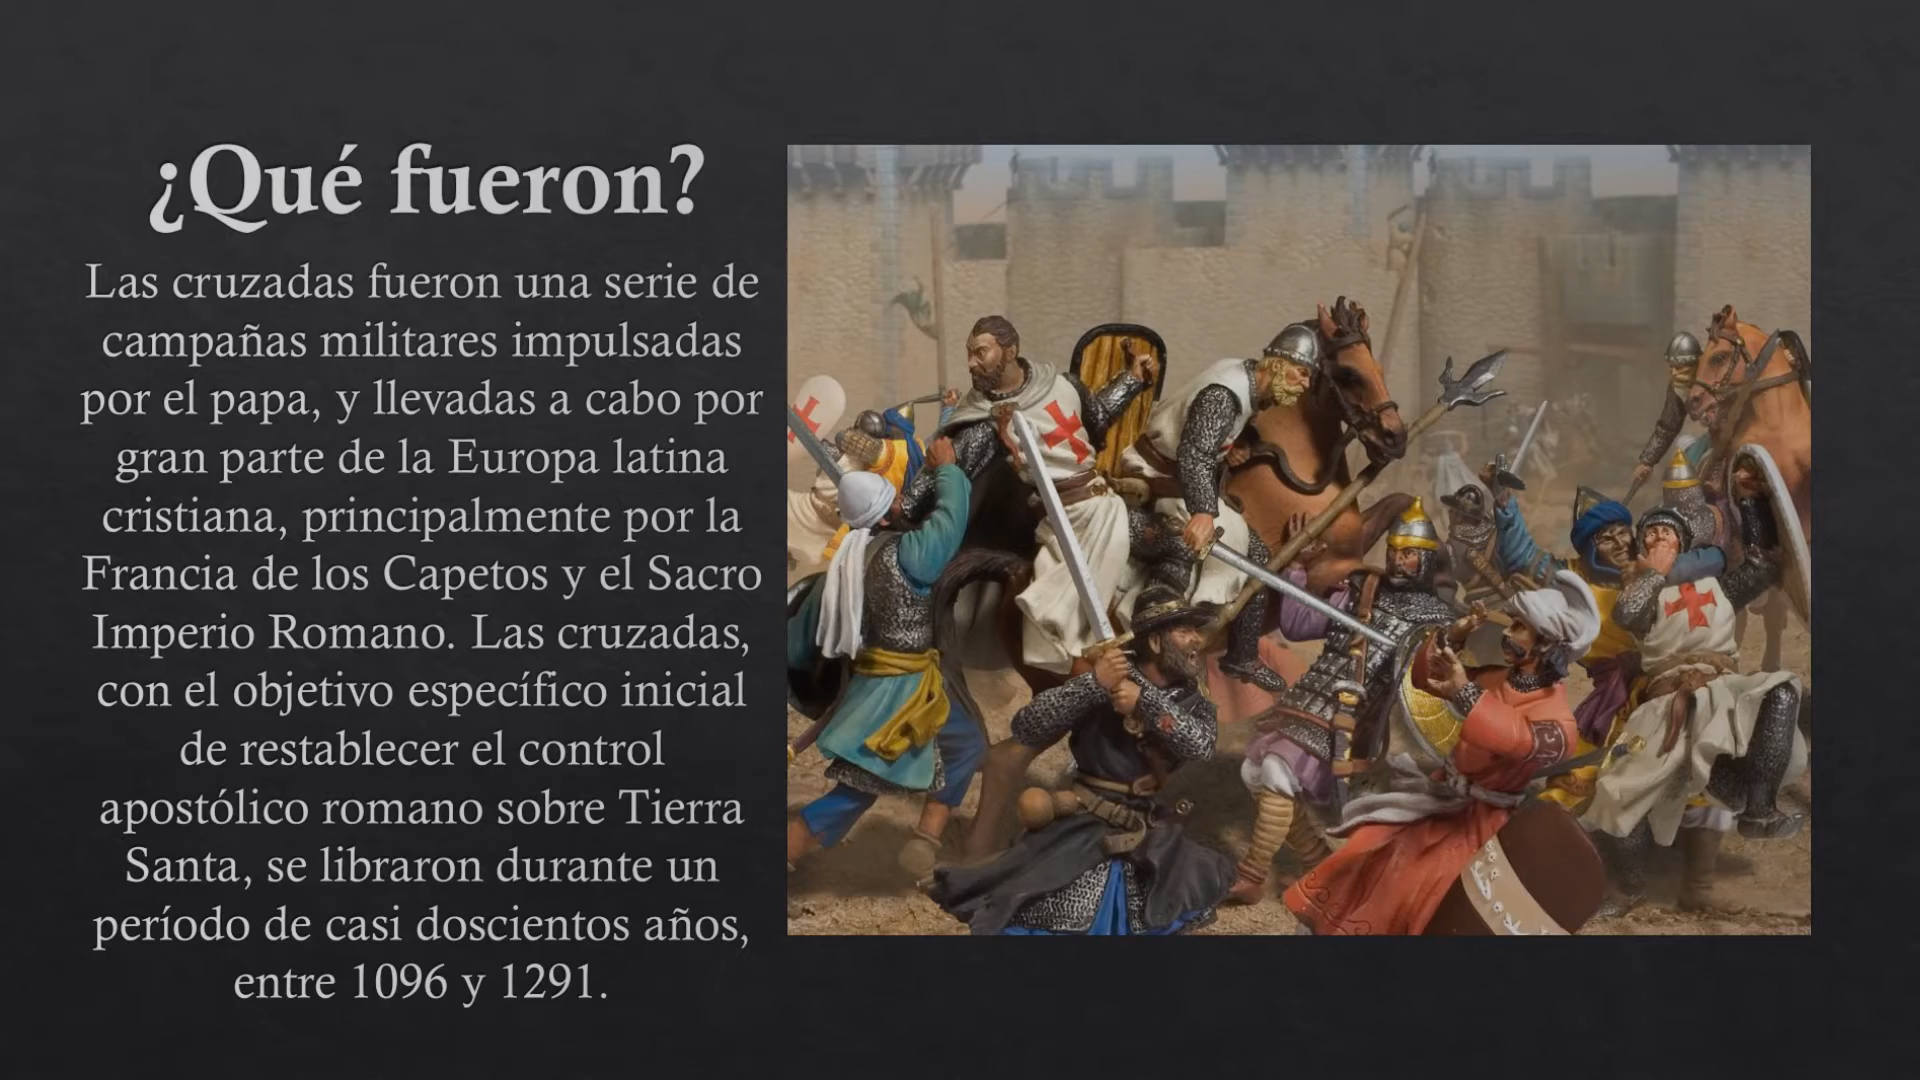 ¿Qué fueron?
Las cruzadas fueron una serie de
campañas militares impulsadas
por el papa, y llevadas a cabo por
gran parte de la Europa latina
cristiana, principalmente por la
Francia de los Capetos y el Sacro
Imperio Romano. Las cruzadas,
con el objetivo específico inicial
de restablecer el control
apostólico romano sobre Tierra
Santa, se libraron durante un
período de casi doscientos años,
entre 1096 y 1291.